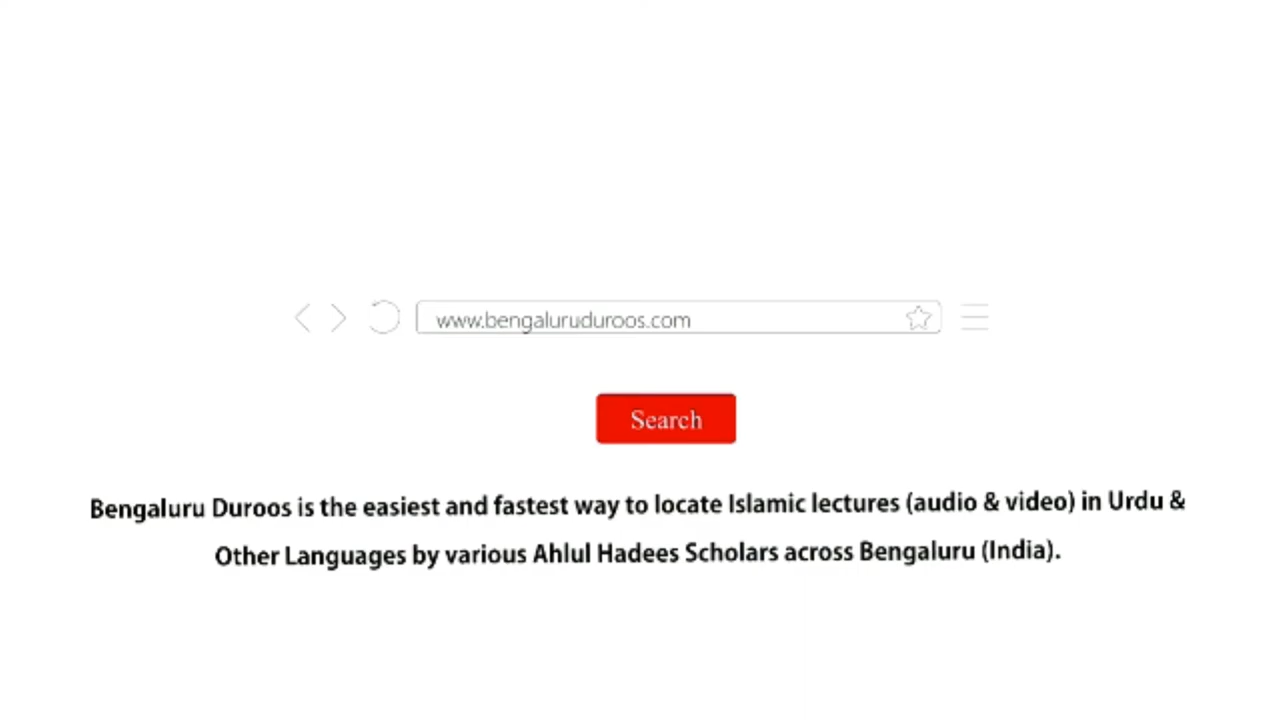 www.bengaluruduroos.com
Search
Bengaluru Duroos is the easiest and fastest way to locate Islamic lectures (audio & video) in Urdu &
Other Languages by various Ahlul Hadees Scholars across Bengaluru (India).